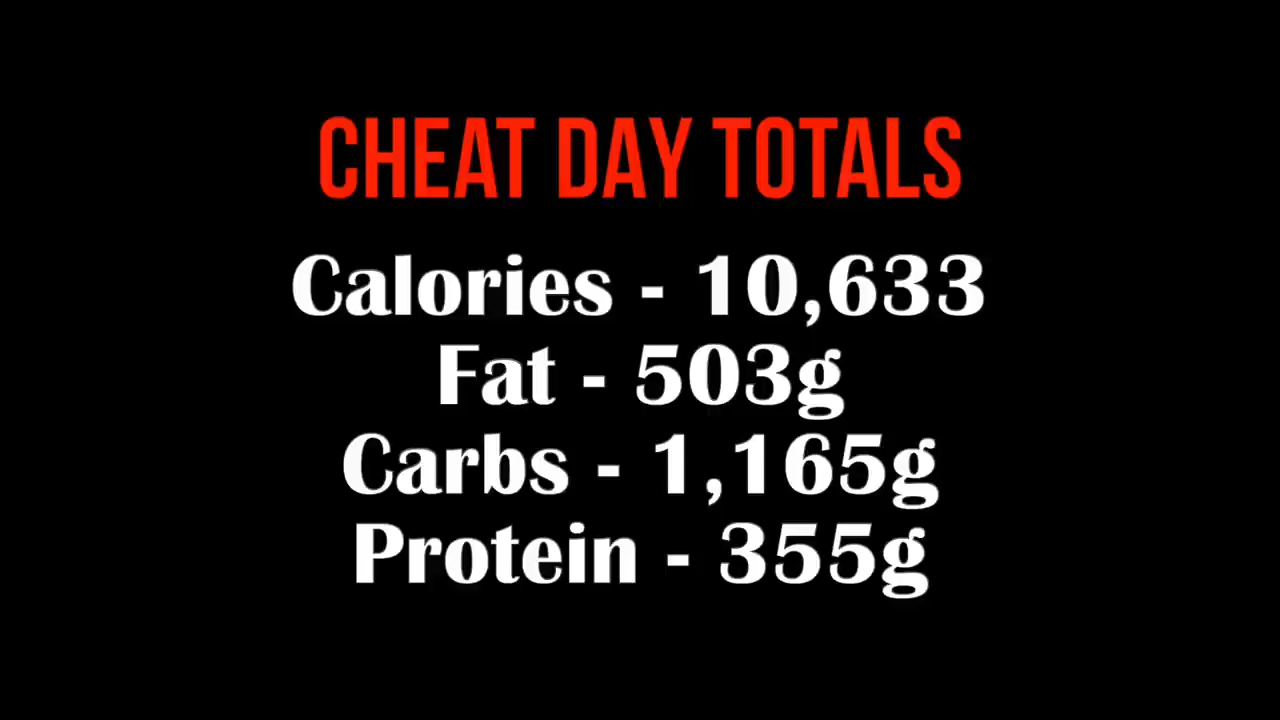 CHEAT DAY TOTALS
Calories - 10,633
Fat - 503g
Carbs - 1,165g
Protein - 355g